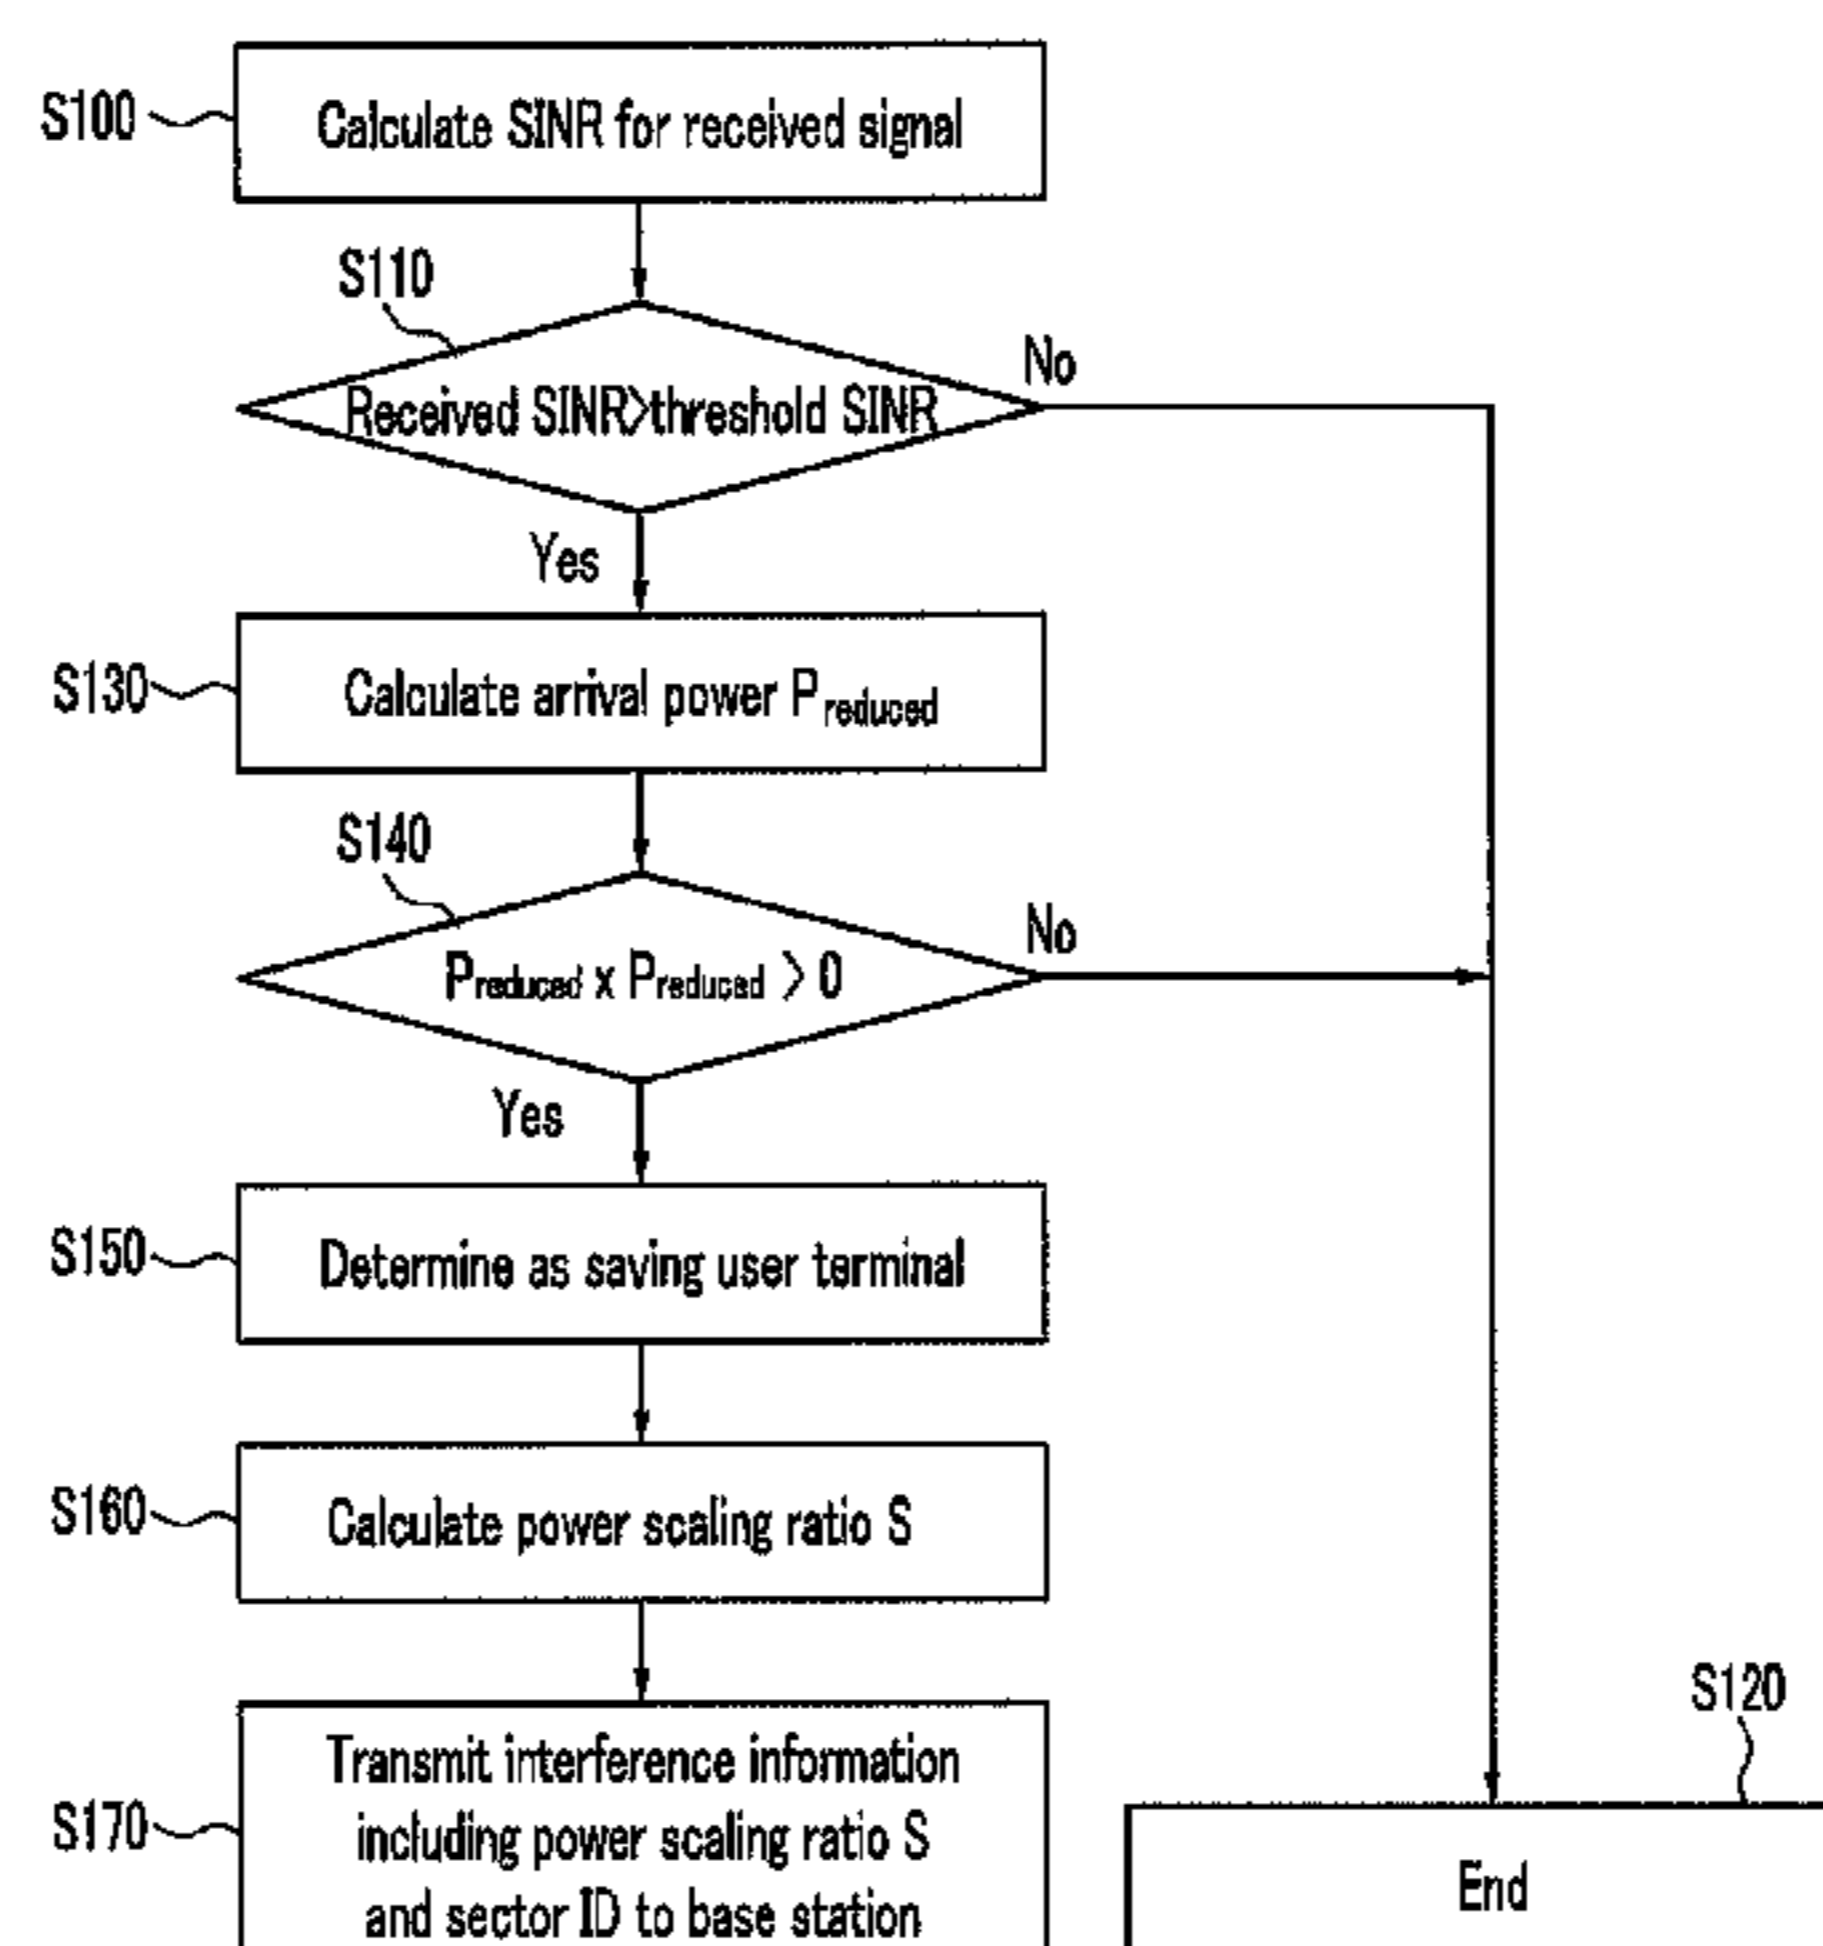 S100
Calculate SINR for received signal
S110
Received SINR>threshold SINR
No
Yes
S130
Calculate arrival power Preduced
S140
Preduced x Preduced > 0
No
Yes
S150
Determine as saving user terminal
S160
Calculate power scaling ratio S
S170
Transmit interference information
including power scaling ratio S
and sector ID to base station
S120
End